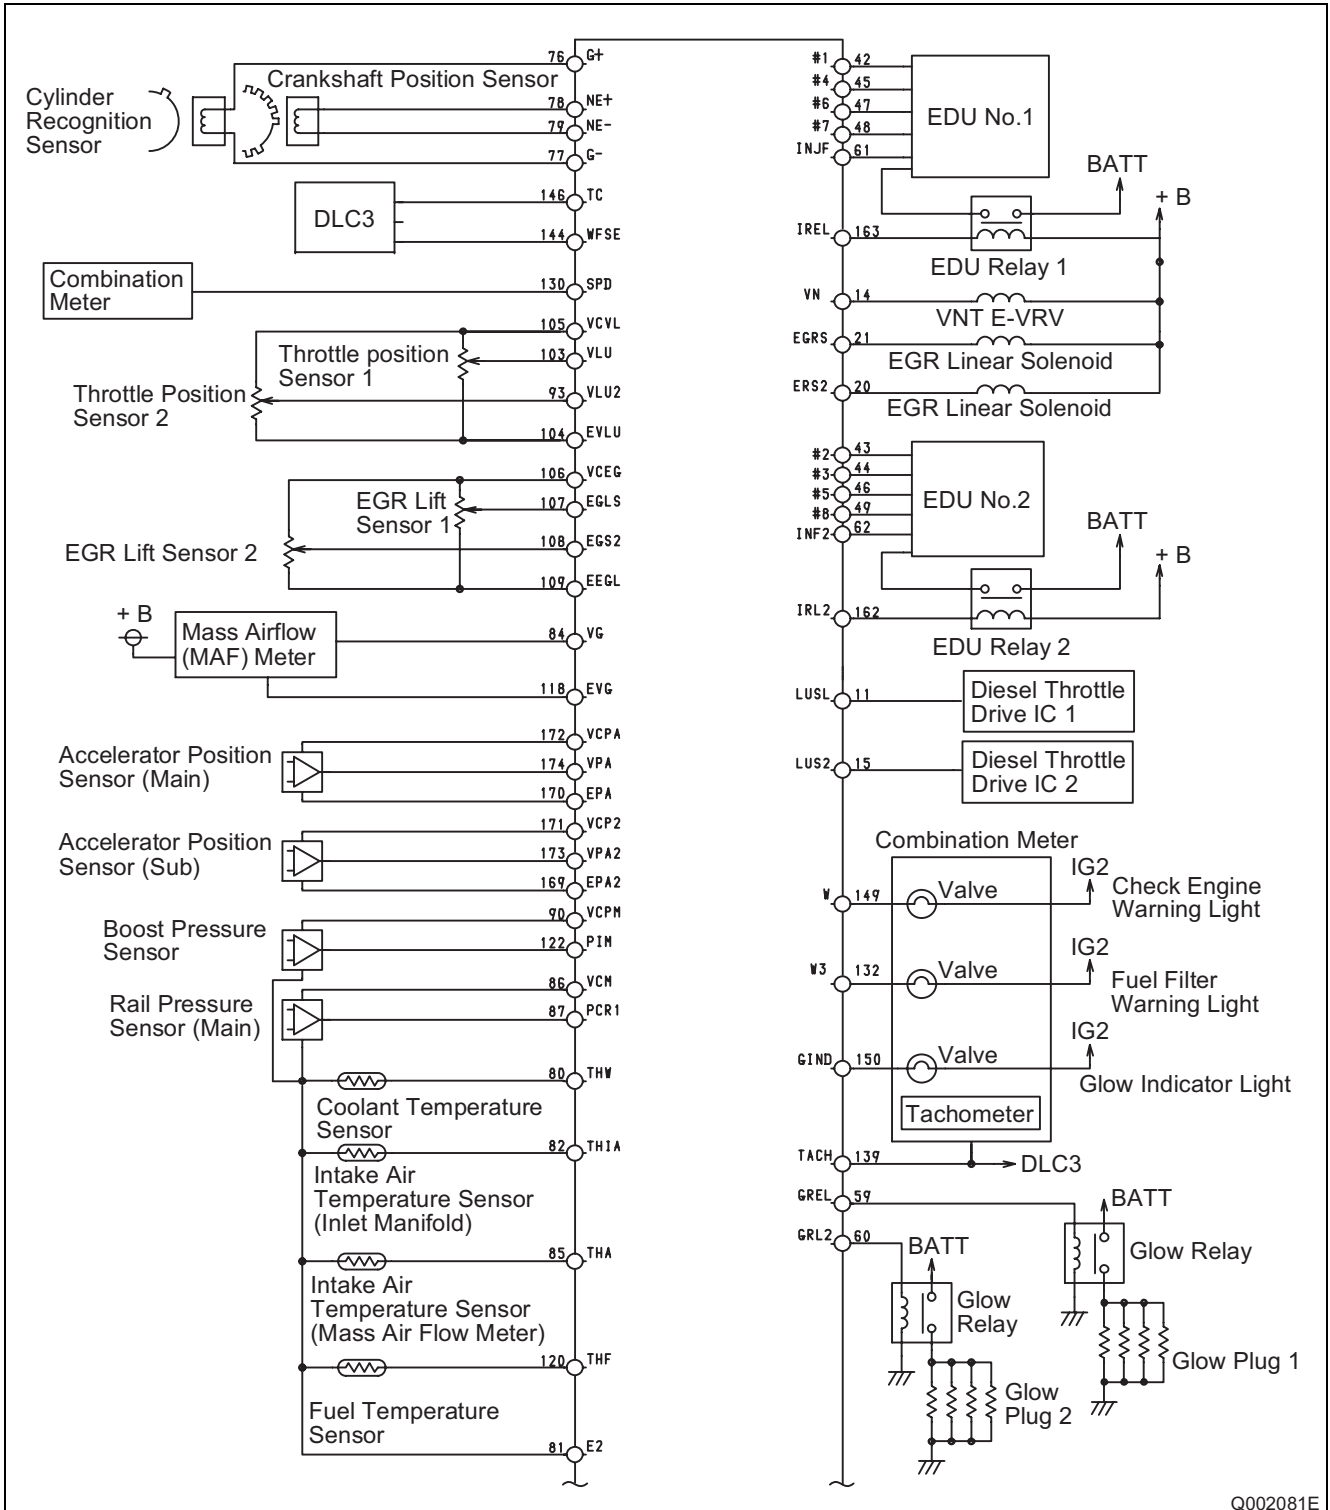 76 G+
Crankshaft Position Sensor
Cylinder
Recognition
Sensor
78 NE+
79 NE-
77 G-
DLC3
146 TC
144 WFSE
Combination
Meter
130 SPD
105 VCVL
Throttle position
Sensor 1
103 VLU
Throttle Position
Sensor 2
93 VLU2
104 EVLU
106 VCEG
EGR Lift
Sensor 1
107 EGLS
EGR Lift Sensor 2
108 EGS2
109 EEGL
+ B
Mass Airflow
(MAF) Meter
84 VG
118 EVG
172 VCPA
Accelerator Position
Sensor (Main)
174 VPA
170 EPA
171 VCP2
Accelerator Position
Sensor (Sub)
173 VPA2
169 EPA2
90 VCPM
Boost Pressure
Sensor
122 PIM
86 VCM
Rail Pressure
Sensor (Main)
87 PCR1
80 THW
Coolant Temperature
Sensor
82 THIA
Intake Air
Temperature Sensor
(Inlet Manifold)
85 THA
Intake Air
Temperature Sensor
(Mass Air Flow Meter)
120 THF
Fuel Temperature
Sensor
81 E2
#1 42
#4 45
#6 47
#7 48
INJF 61
EDU No.1
BATT
+ B
IREL 163
EDU Relay 1
VN 14
VNT E-VRV
EGRS 21
EGR Linear Solenoid
ERS2 20
EGR Linear Solenoid
#2 43
#3 44
#5 46
#8 49
INF2 62
EDU No.2
BATT
+ B
IRL2 162
EDU Relay 2
LUSL 11
Diesel Throttle
Drive IC 1
LUS2 15
Diesel Throttle
Drive IC 2
Combination Meter
W 149
Valve
IG2
Check Engine
Warning Light
W3 132
Valve
IG2
Fuel Filter
Warning Light
GIND 150
Valve
IG2
Glow Indicator Light
Tachometer
TACH 139
DLC3
GREL 59
BATT
Glow Relay
Glow Plug 1
GRL2 60
BATT
Glow
Relay
Glow
Plug 2
Q002081E